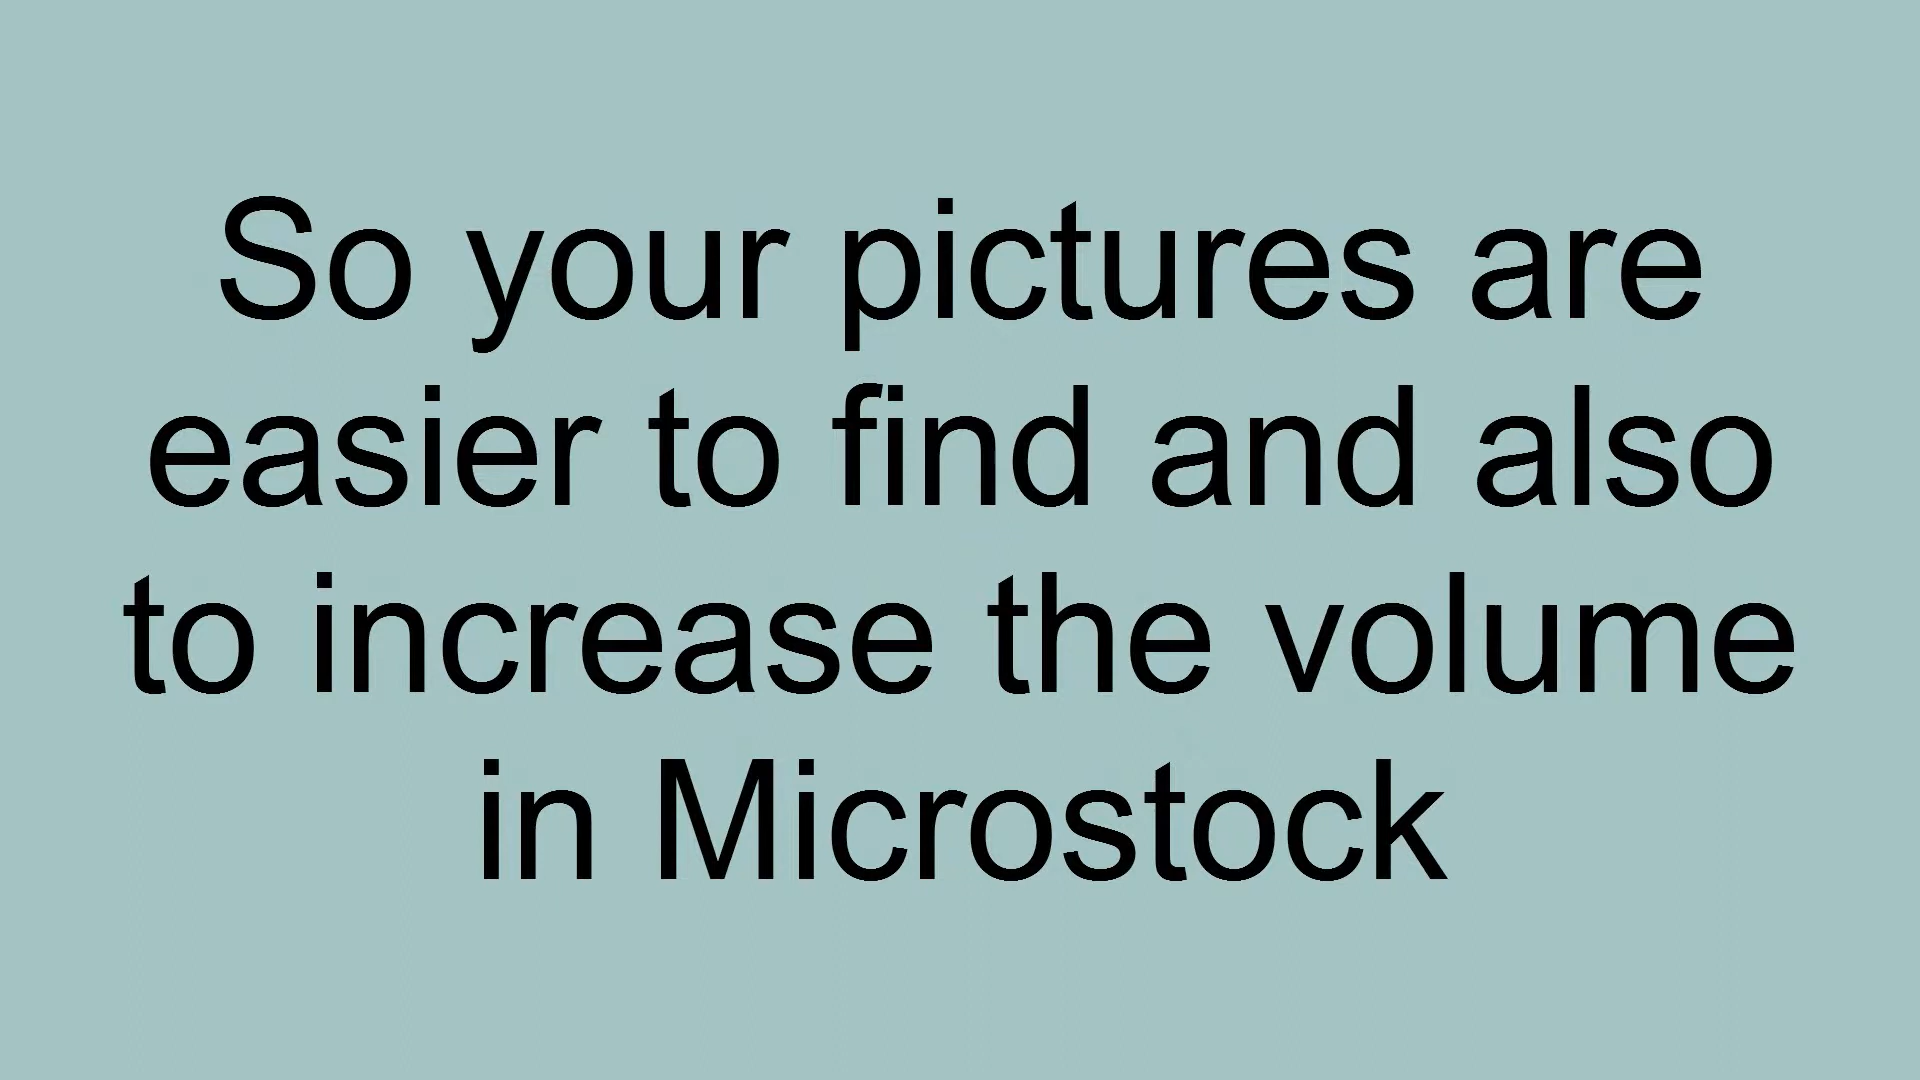 So your pictures are
easier to find and also
to increase the volume
in Microstock